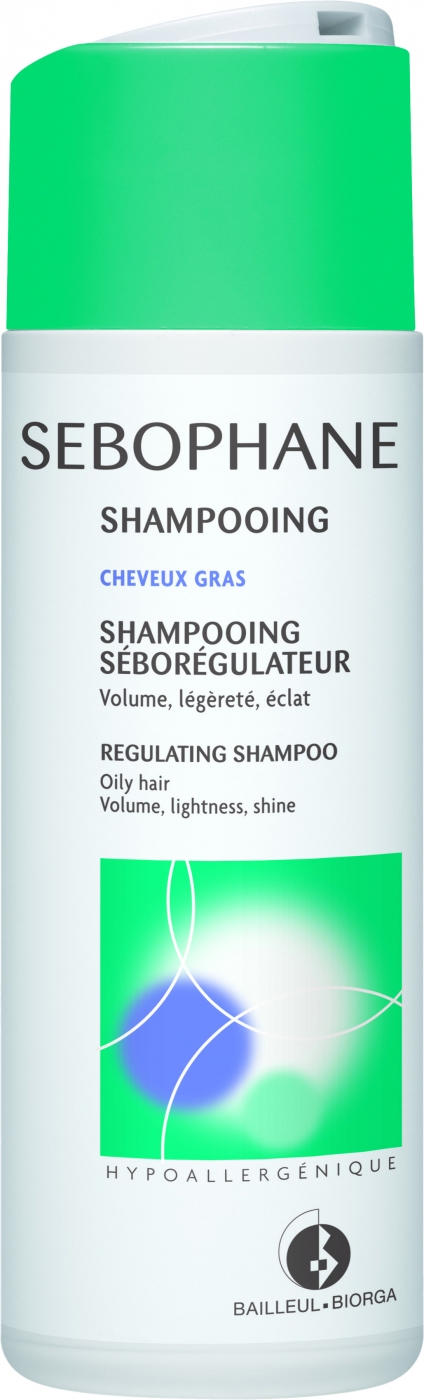 SEBOPHANE
SHAMPOOING
CHEVEUX GRAS
SHAMPOOING
SÉBORÉGULATEUR
Volume, légèreté, éclat
REGULATING SHAMPOO
Oily hair
Volume, lightness, shine
HYPOALLERGÉNIQUE
BAILLEUL.BIORGA